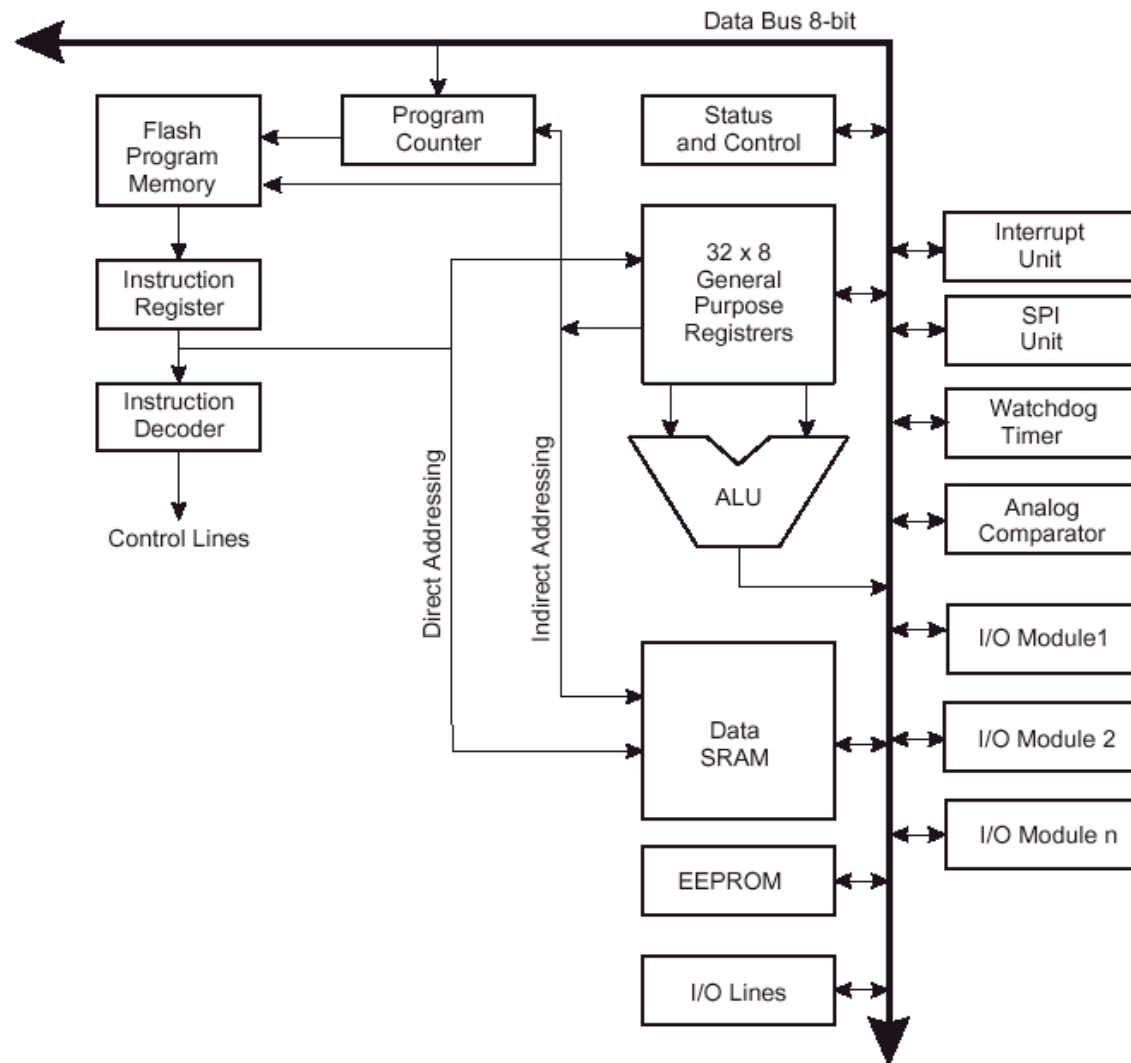 Data Bus 8-bit
Flash
Program
Memory
Program
Counter
Status
and Control
Instruction
Register
32 x 8
General
Purpose
Registrers
Interrupt
Unit
SPI
Unit
Instruction
Decoder
Watchdog
Timer
Control Lines
Direct Addressing
Indirect Addressing
ALU
Analog
Comparator
I/O Module1
Data
SRAM
I/O Module 2
I/O Module n
EEPROM
I/O Lines